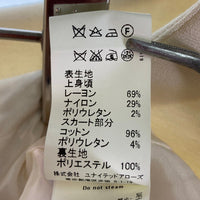 表生地
上身頃
レーヨン 69%
ナイロン 29%
ポリウレタン 2%
スカート部分
コットン 96%
ポリウレタン 4%
裏生地
ポリエステル 100%
株式会社 ユナイテッドアローズ
Do not steam